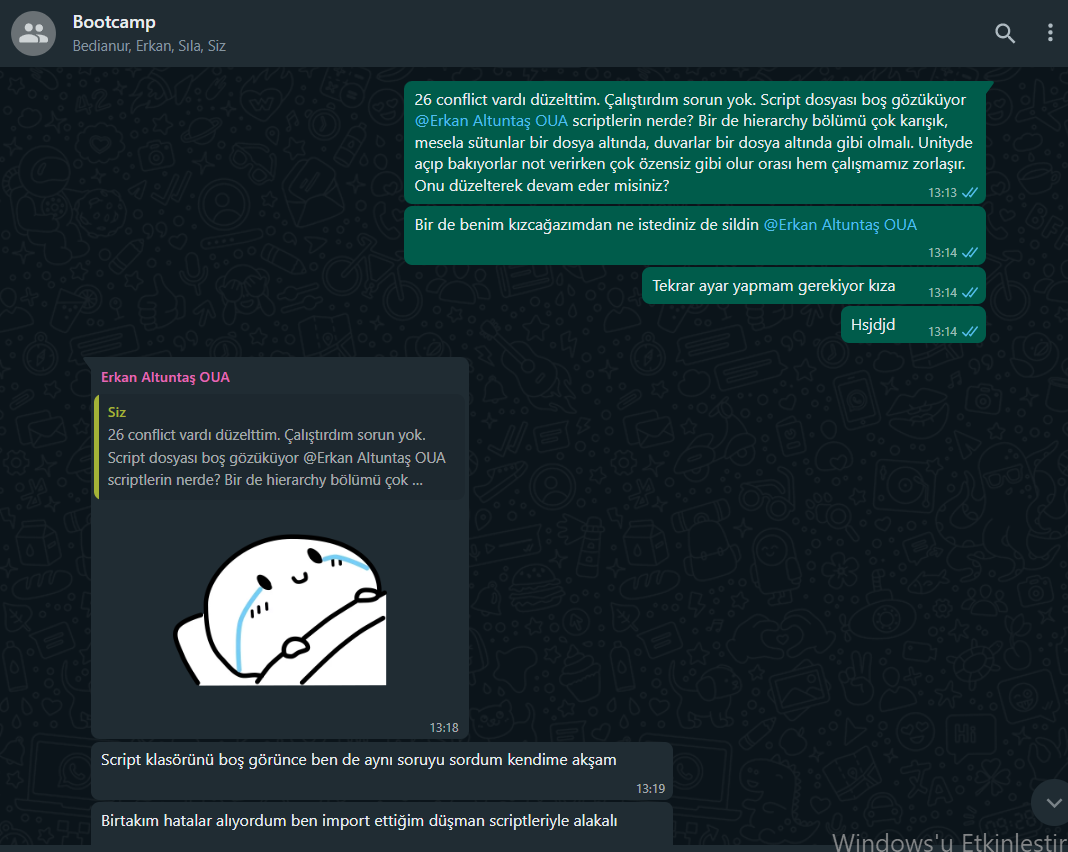 Bootcamp
Bedianur, Erkan, Sıla, Siz
26 conflict vardı düzelttim. Çalıştırdım sorun yok. Script dosyası boş gözüküyor
@Erkan Altuntaş OUA scriptlerin nerde? Bir de hierarchy bölümü çok karışık,
mesela sütunlar bir dosya altında, duvarlar bir dosya altında gibi olmalı. Unityde
açıp bakıyorlar not verirken çok özensiz gibi olur orası hem çalışmamız zorlaşır.
Onu düzelterek devam eder misiniz?
13:13
Bir de benim kızcağazımdan ne istediniz de sildin @Erkan Altuntaş OUA
13:14
Tekrar ayar yapmam gerekiyor kıza
13:14
Hsjdjd
13:14
Erkan Altuntaş OUA
Siz
26 conflict vardı düzelttim. Çalıştırdım sorun yok.
Script dosyası boş gözüküyor @Erkan Altuntaş OUA
scriptlerin nerde? Bir de hierarchy bölümü çok ...
13:18
Script klasörünü boş görünce ben de aynı soruyu sordum kendime akşam
13:19
Birtakım hatalar alıyordum ben import ettiğim düşman scriptleriyle alakalı
Windows'u Etkinleştir